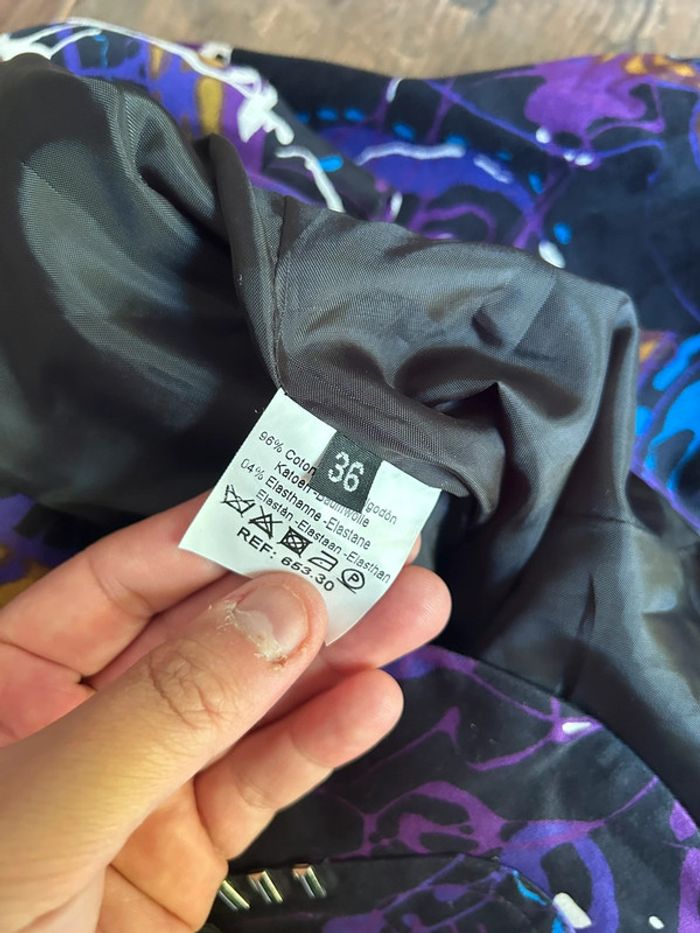 36
96% Coton
Katoen-Baumwolle
04% Elasthanne-Elastane
Elastán-Elastaan-Elasthan
REF: 653.30
P